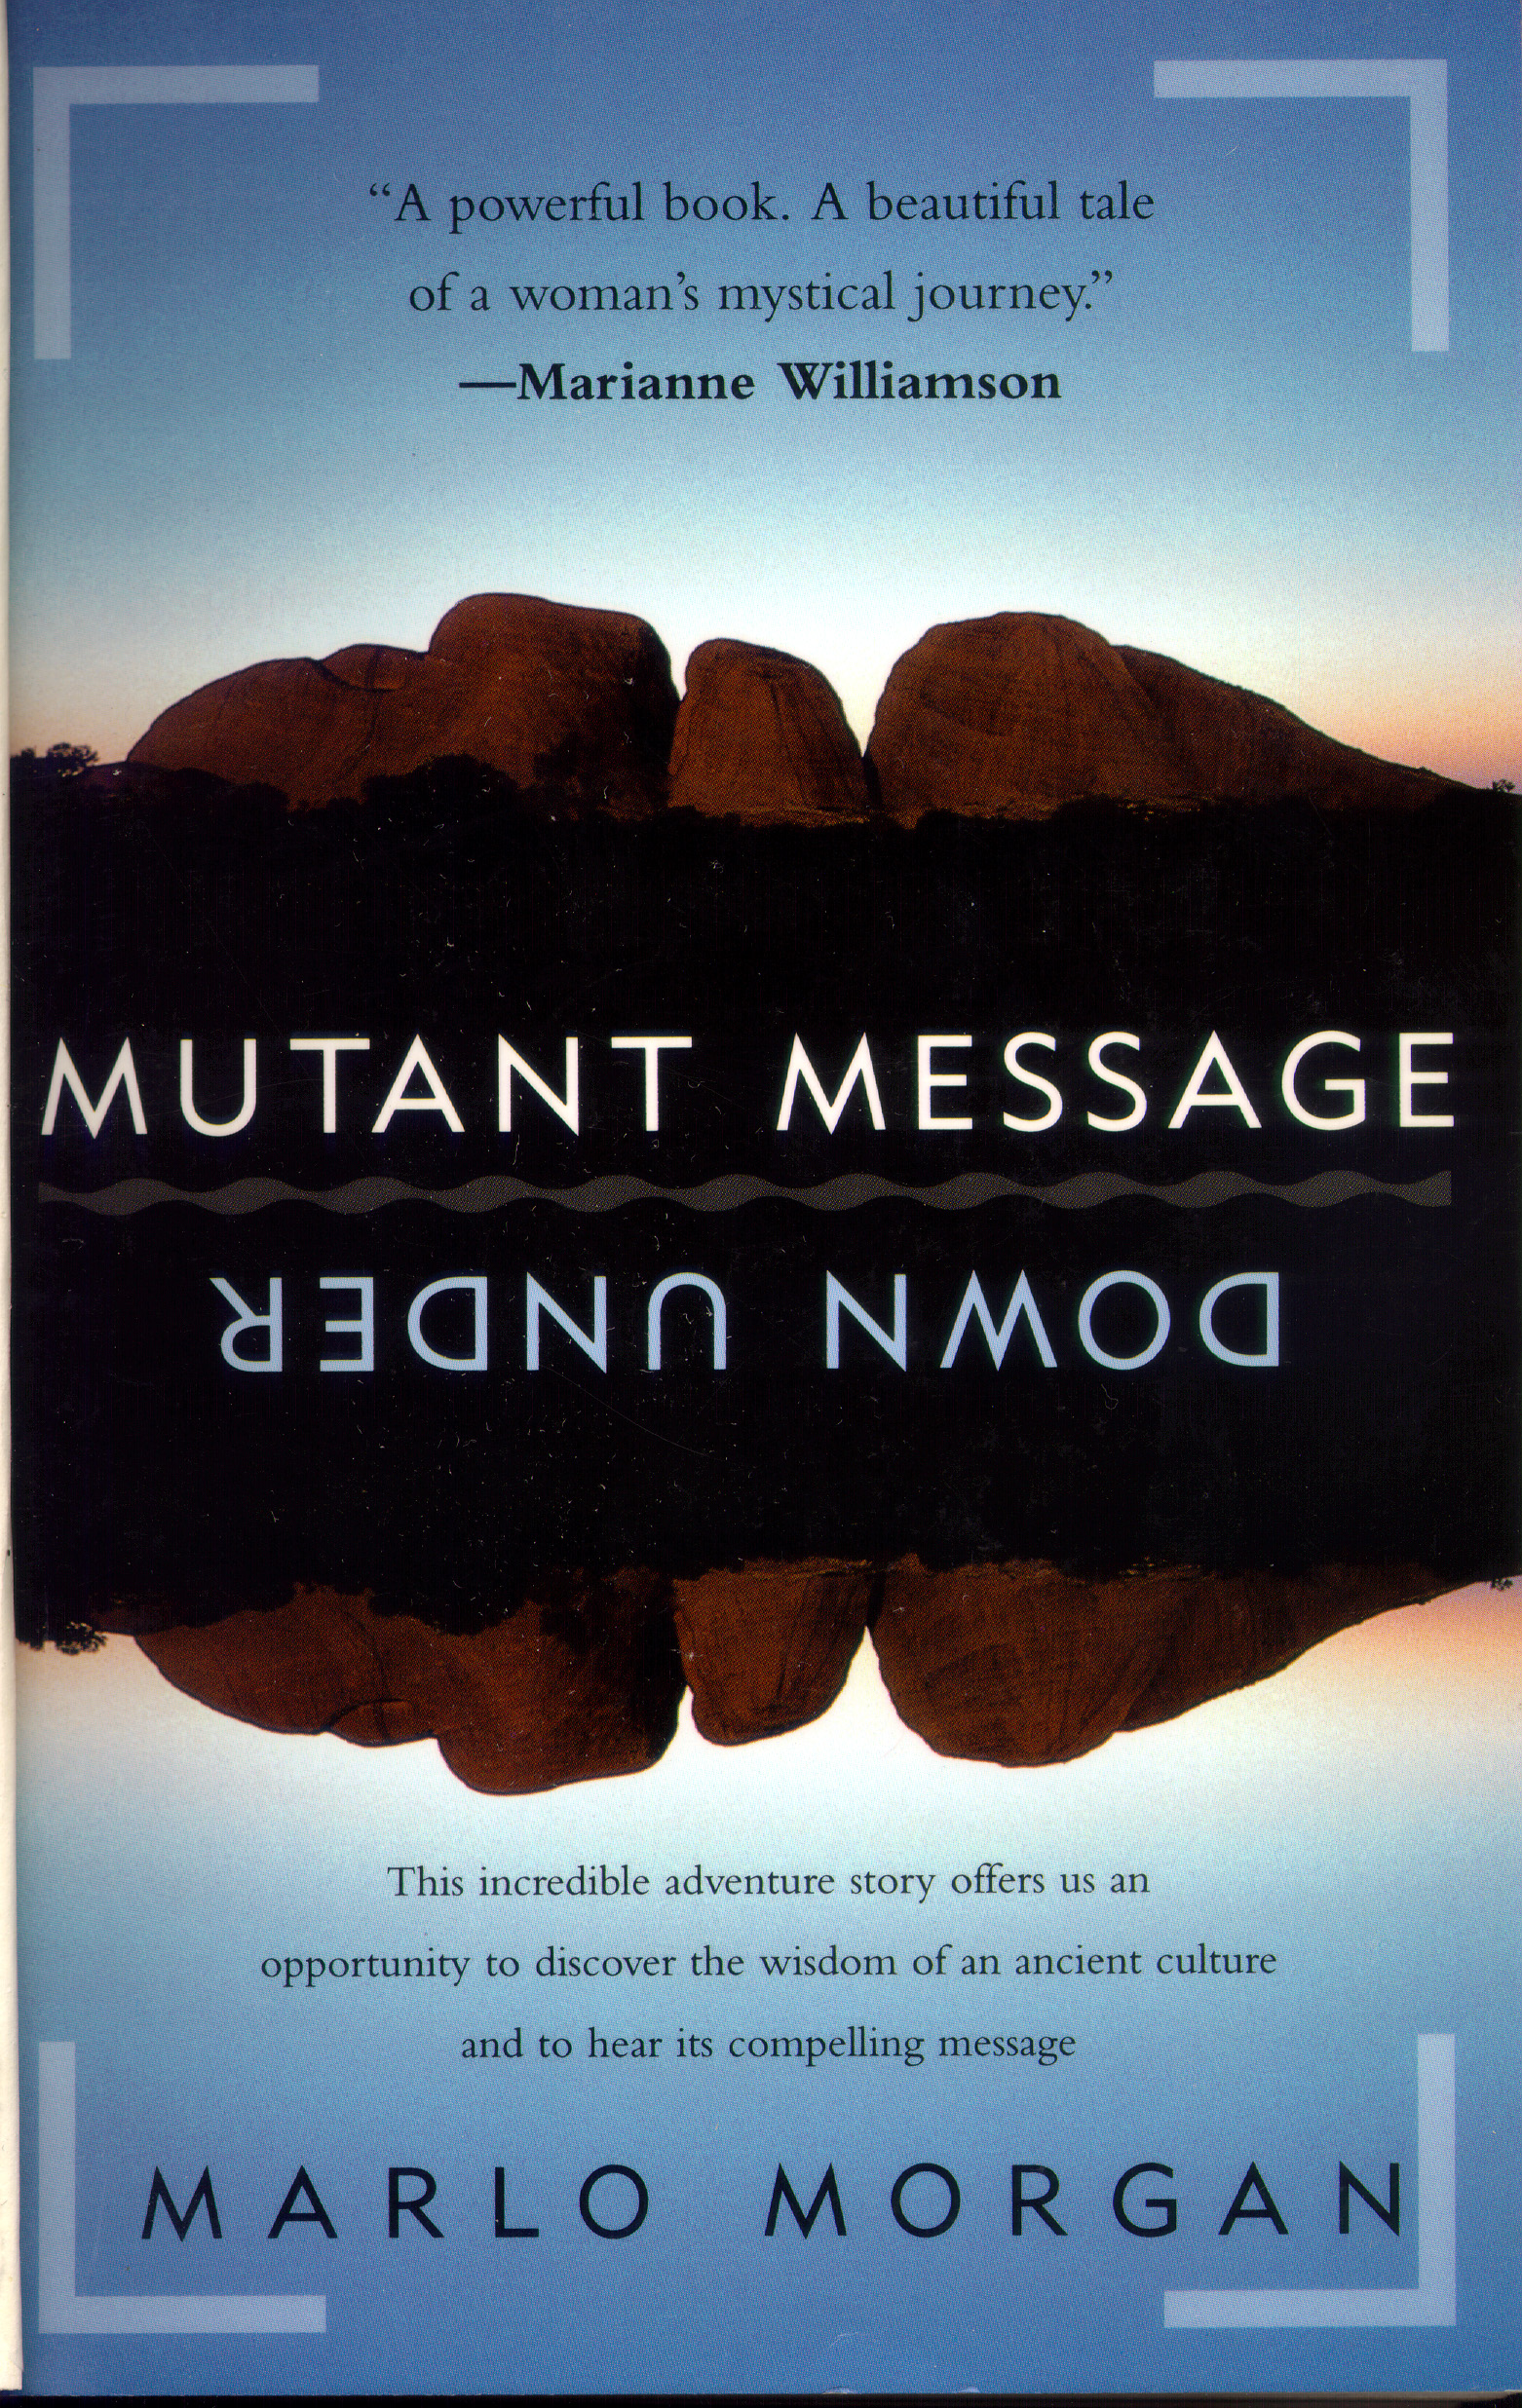 “A powerful book. A beautiful tale
of a woman’s mystical journey.”
—Marianne Williamson
MUTANT MESSAGE
DOWN UNDER
This incredible adventure story offers us an
opportunity to discover the wisdom of an ancient culture
and to hear its compelling message
MARLO MORGAN